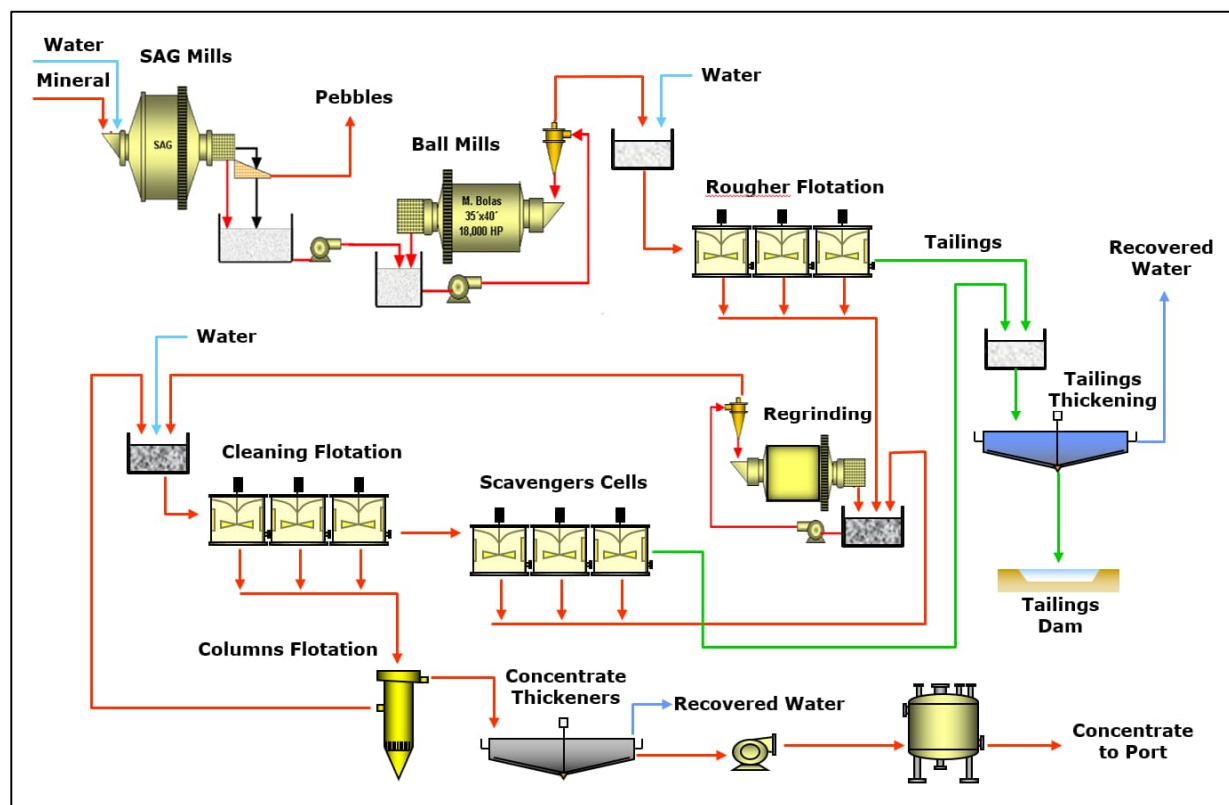 Water
SAG Mills
Mineral
SAG
Pebbles
Ball Mills
M. Bolas
35´x40´
18,000 HP
Water
Rougher Flotation
Tailings
Recovered
Water
Water
Tailings
Thickening
Regrinding
Cleaning Flotation
Scavengers Cells
Tailings
Dam
Columns Flotation
Concentrate
Thickeners
Recovered Water
Concentrate
to Port